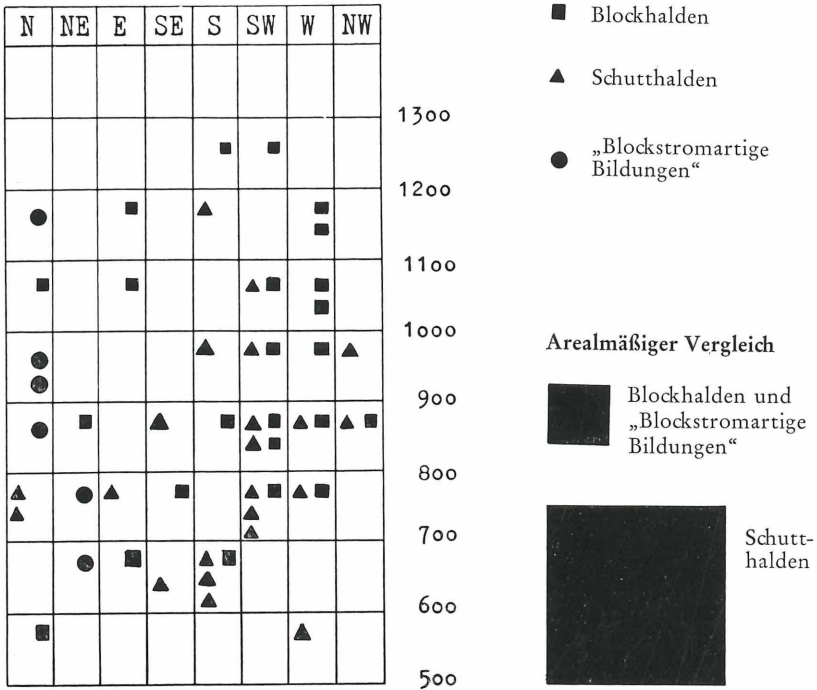 N NE E SE S SW W NW
1300
1200
1100
1000
900
800
700
600
500
Blockhalden
Schutthalden
„Blockstromartige
Bildungen“
Arealmäßiger Vergleich
Blockhalden und
„Blockstromartige
Bildungen“
Schutt-
halden